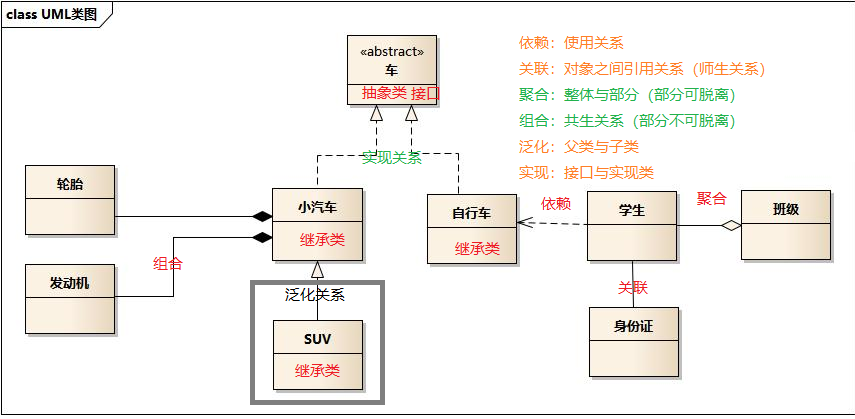 class UML类图
«abstract»
车
抽象类 接口
依赖：使用关系
关联：对象之间引用关系（师生关系）
聚合：整体与部分（部分可脱离）
组合：共生关系（部分不可脱离）
泛化：父类与子类
实现：接口与实现类
实现关系
轮胎
小汽车
继承类
自行车
继承类
依赖
学生
聚合
班级
组合
发动机
泛化关系
关联
SUV
继承类
身份证